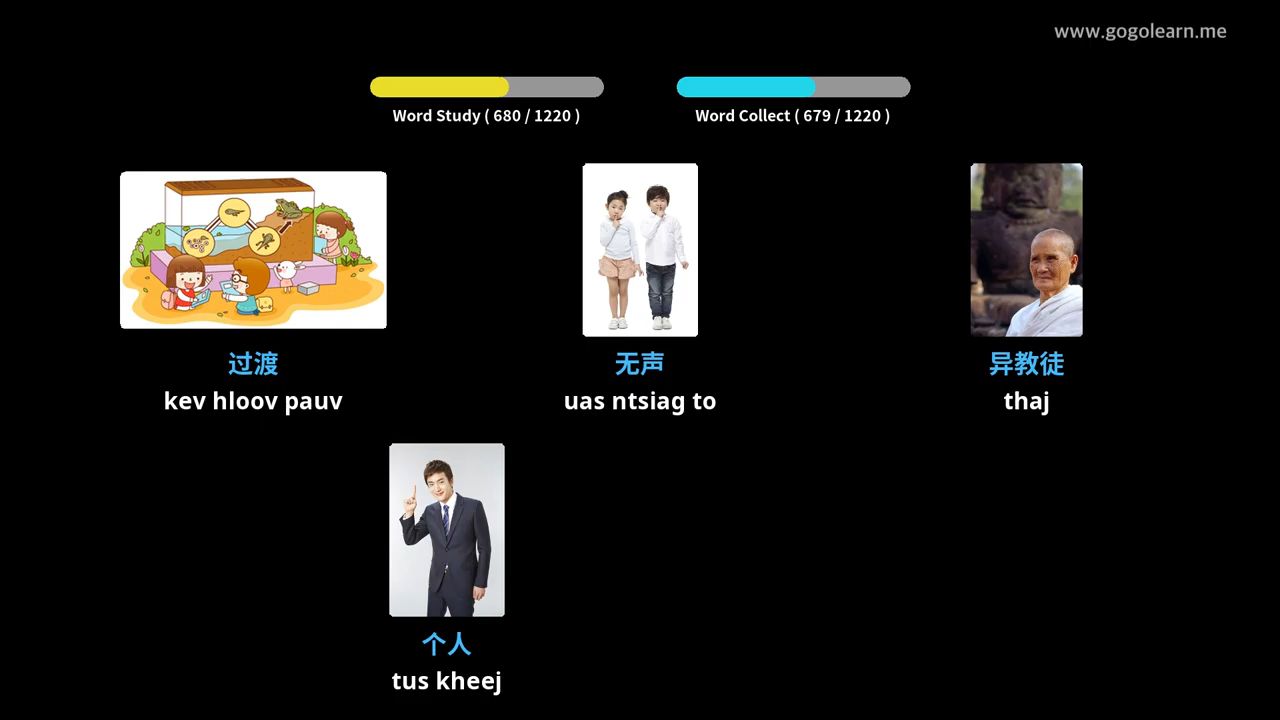 www.gogolearn.me
Word Study ( 680 / 1220 )
Word Collect ( 679 / 1220 )
过渡
kev hloov pauv
无声
uas ntsiag to
异教徒
thaj
个人
tus kheej